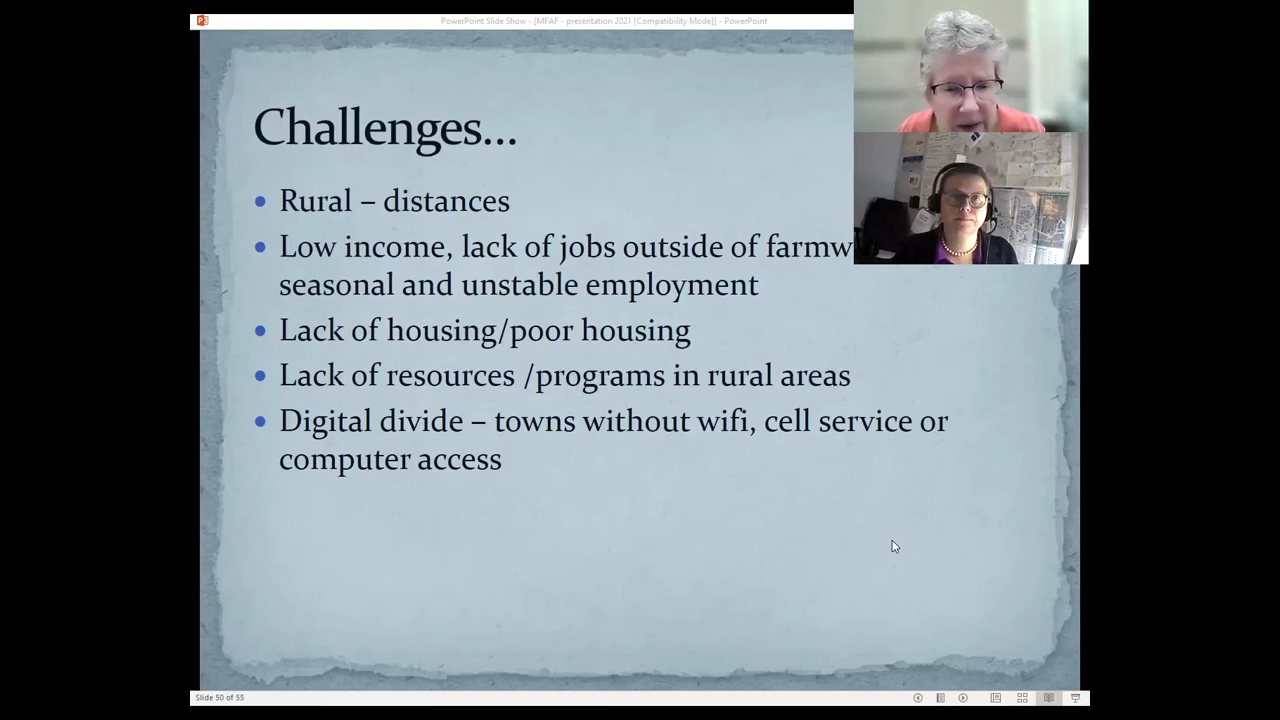 PowerPoint Slide Show - [MFAF - presentation 2021 [Compatibility Mode]] - PowerPoint
Challenges...
• Rural – distances
• Low income, lack of jobs outside of
seasonal and unstable employment
• Lack of housing/poor housing
• Lack of resources /programs in rural areas
• Digital divide – towns without wifi, cell service or
computer access
Slide 50 of 55